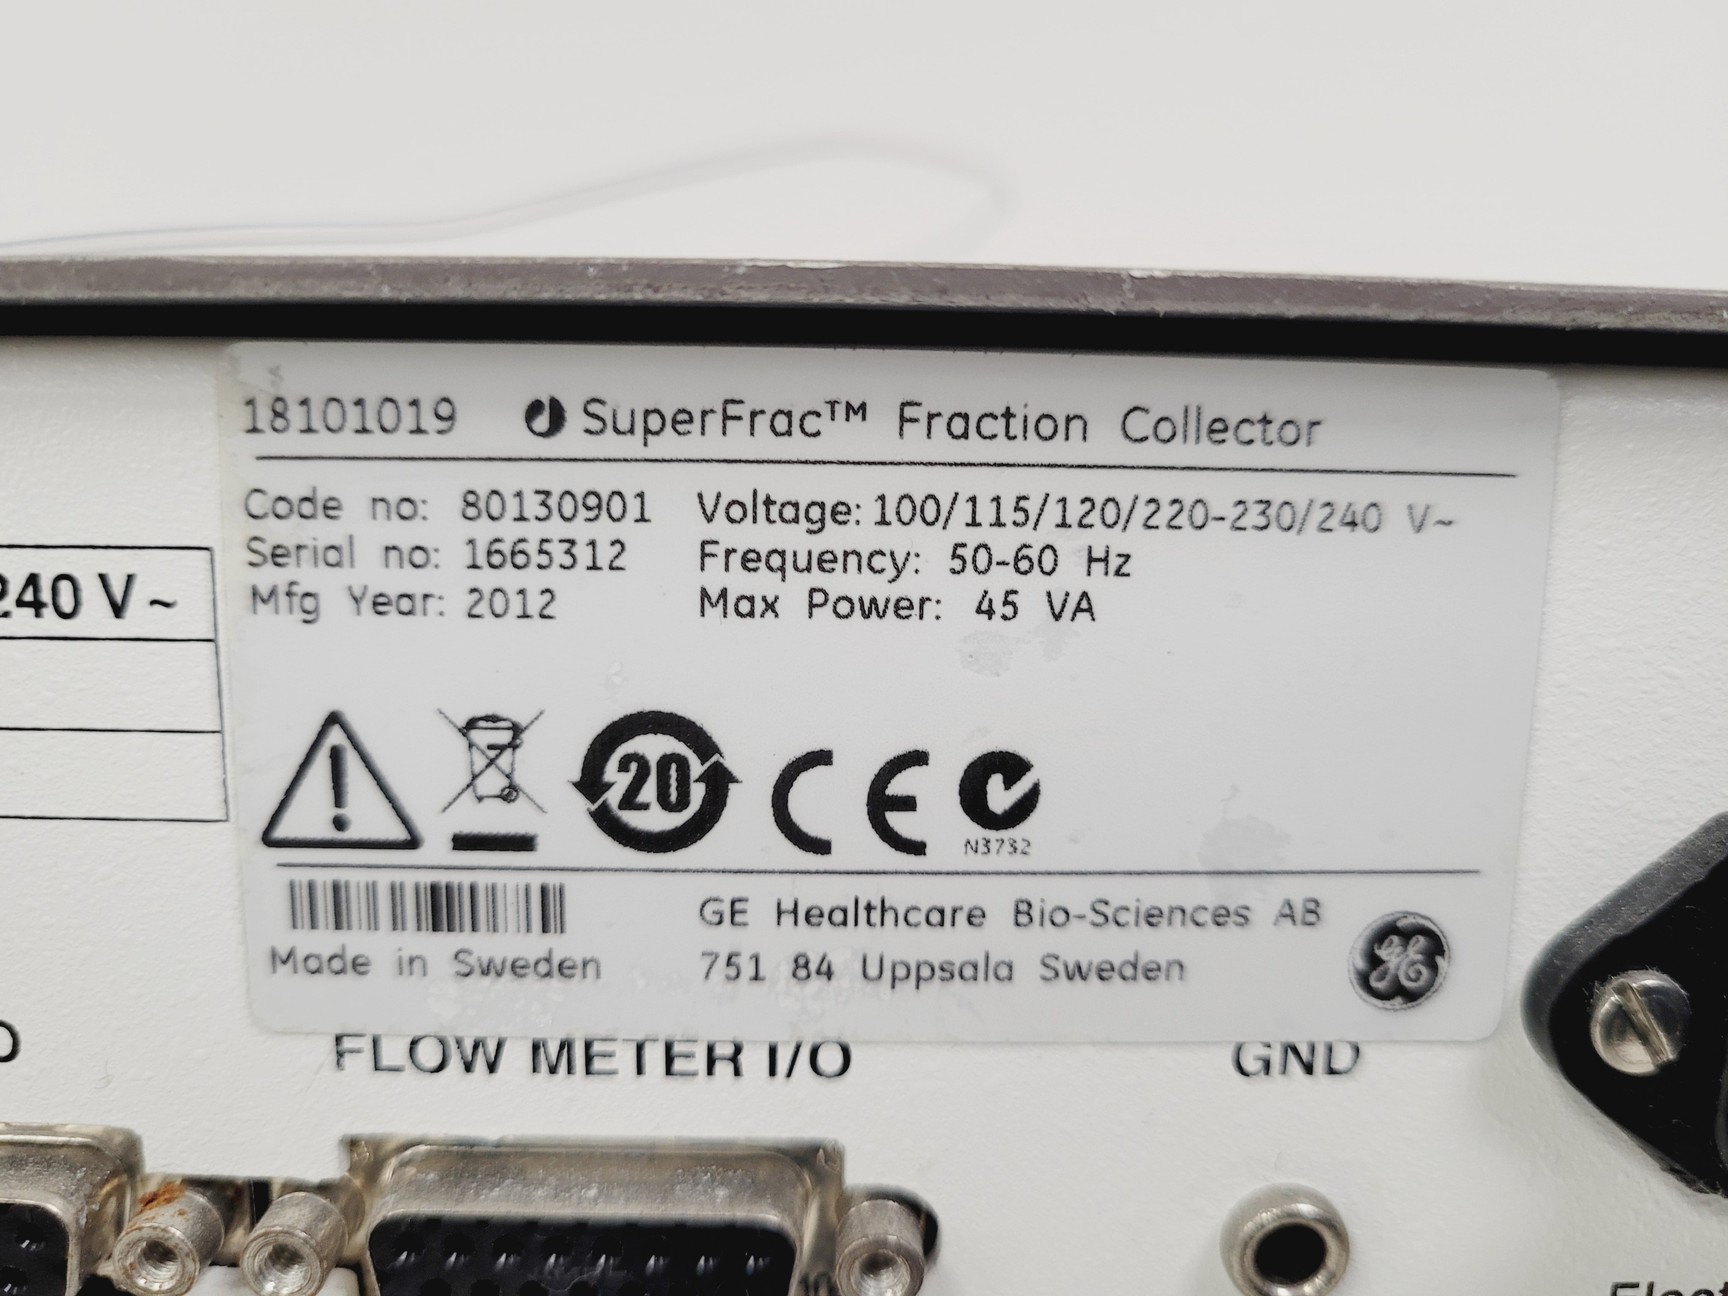 18101019 SuperFrac™ Fraction Collector
Code no: 80130901 Voltage: 100/115/120/220-230/240 V~
Serial no: 1665312 Frequency: 50-60 Hz
Mfg Year: 2012 Max Power: 45 VA
240 V~
20 CE
N3732
GE Healthcare Bio-Sciences AB
Made in Sweden 751 84 Uppsala Sweden
GE
FLOW METER I/O GND
10